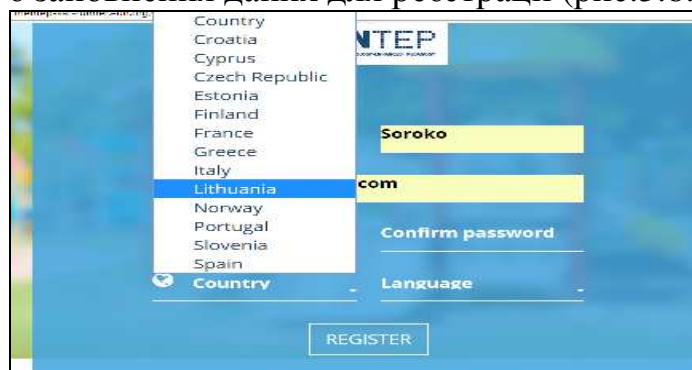 Country
Croatia
NTEP
Cyprus
Czech Republic
Estonia
Finland
France
Soroko
Greece
Italy
Lithuania
com
Norway
Portugal
Confirm password
Slovenia
Spain
Country
Language
REGISTER